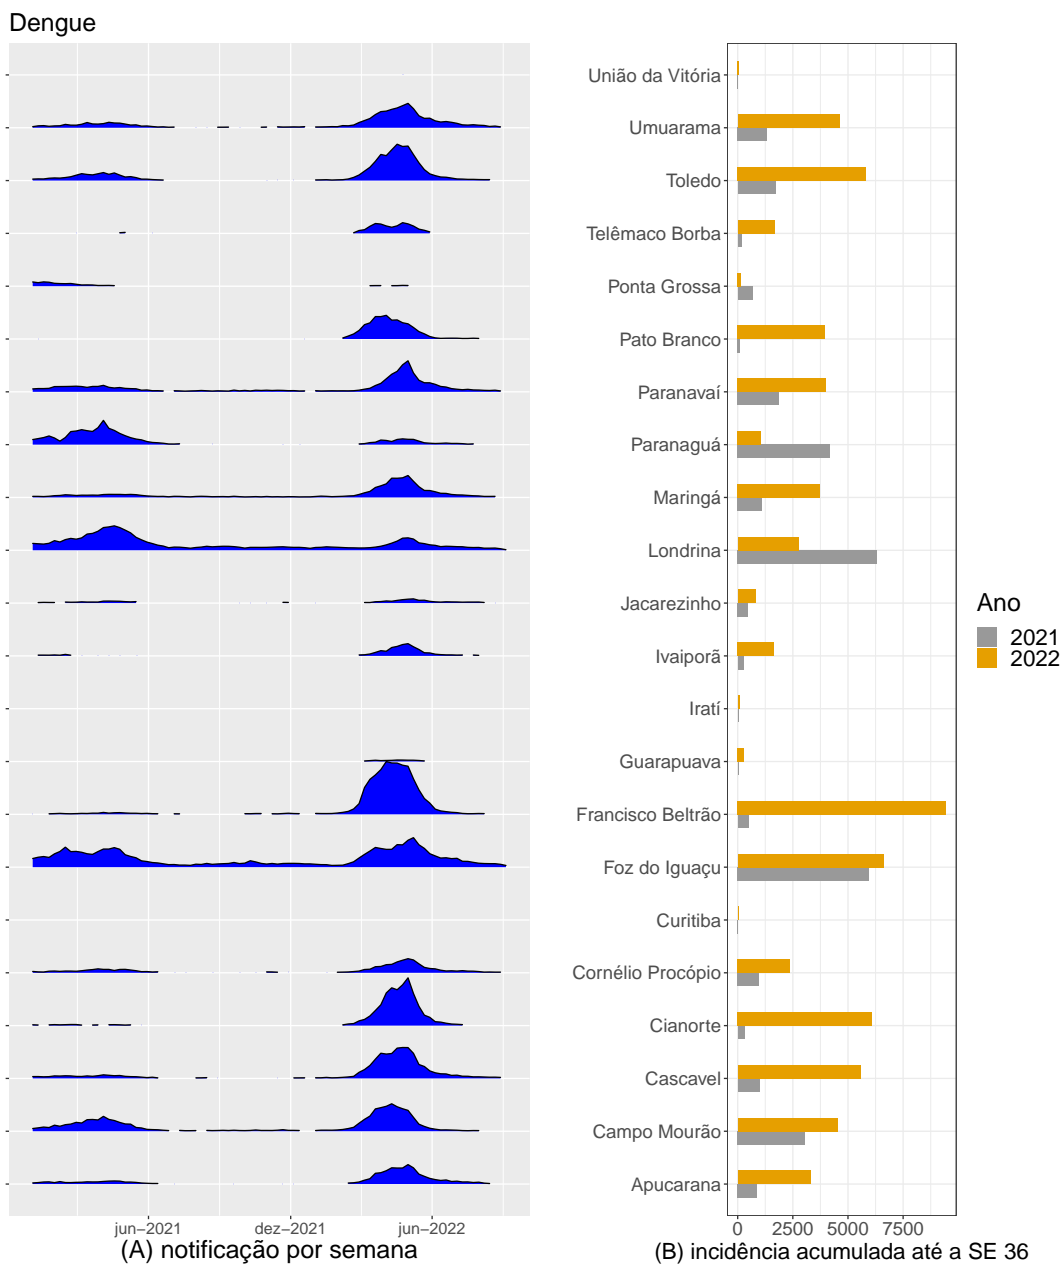 Dengue
União da Vitória
Umuarama
Toledo
Telêmaco Borba
Ponta Grossa
Pato Branco
Paranavaí
Paranaguá
Maringá
Londrina
Jacarezinho
Ivaiporã
Iratí
Guarapuava
Francisco Beltrão
Foz do Iguaçu
Curitiba
Cornélio Procópio
Cianorte
Cascavel
Campo Mourão
Apucarana
Ano
2021
2022
jun−2021 dez−2021 jun−2022
0 2500 5000 7500
(A) notificação por semana
(B) incidência acumulada até a SE 36